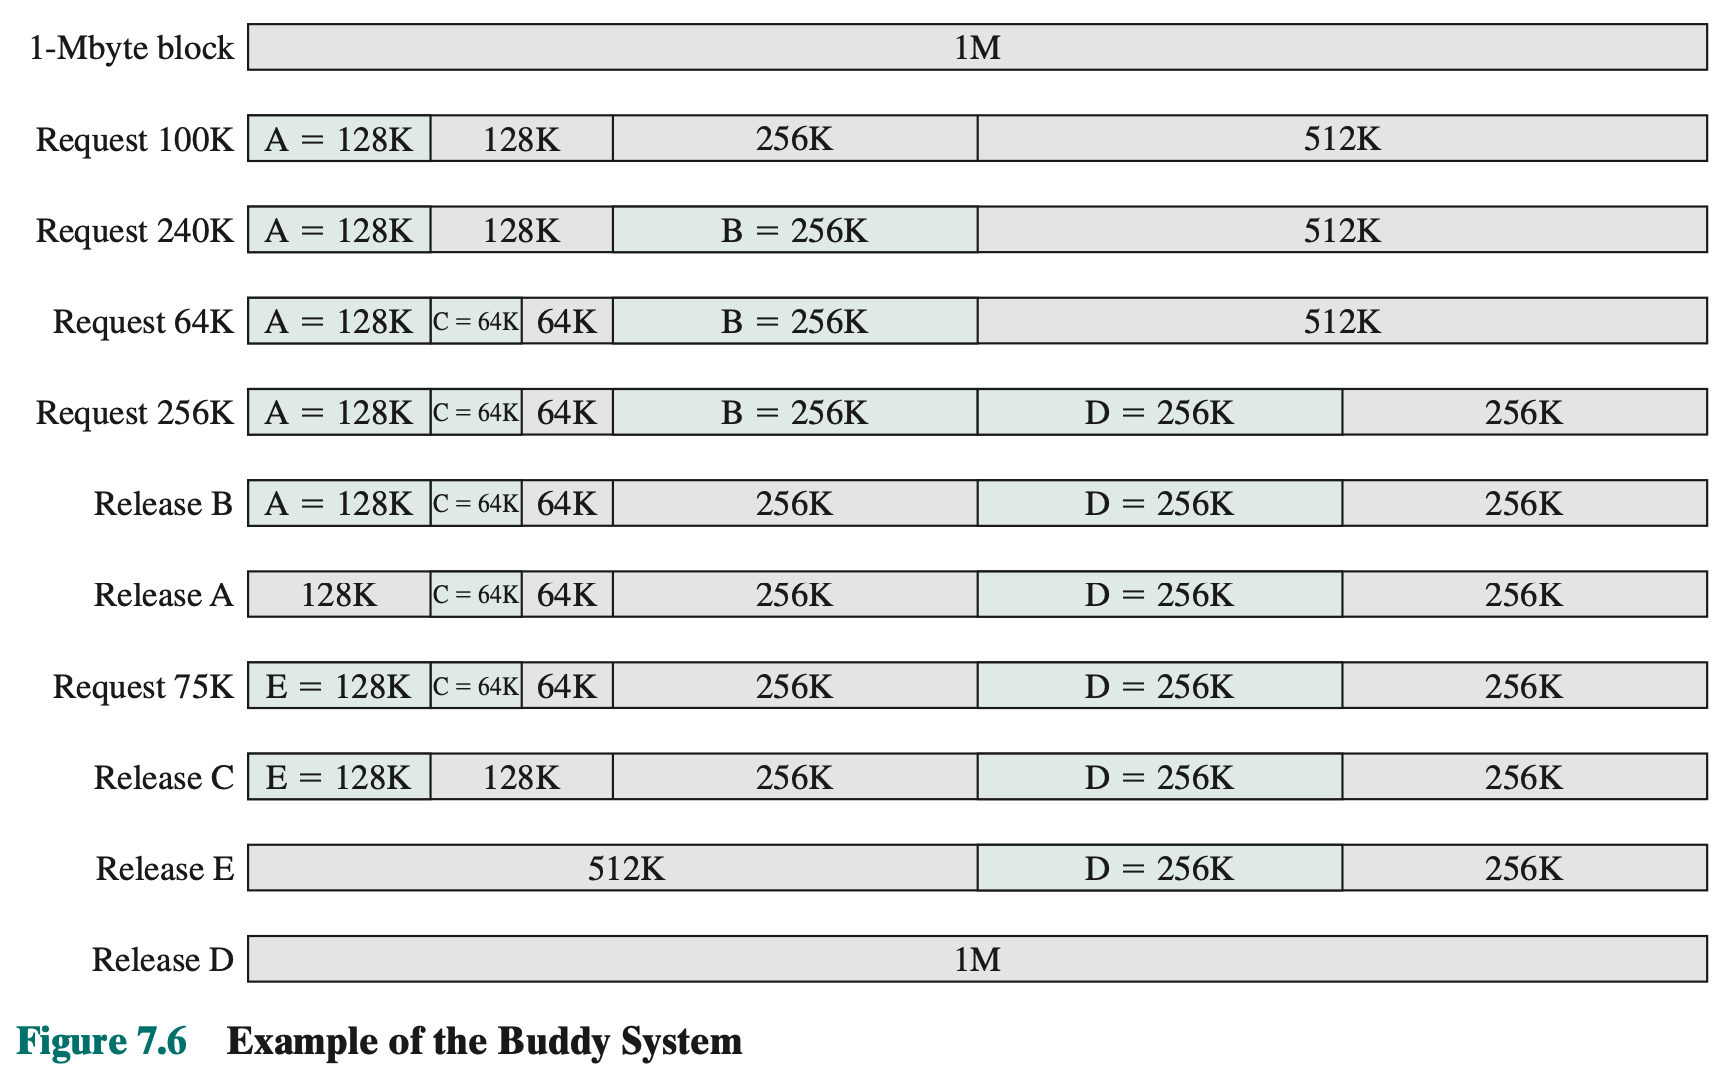 1-Mbyte block 1M
Request 100K A = 128K 128K 256K 512K
Request 240K A = 128K 128K B = 256K 512K
Request 64K A = 128K C = 64K 64K B = 256K 512K
Request 256K A = 128K C = 64K 64K B = 256K D = 256K 256K
Release B A = 128K C = 64K 64K 256K D = 256K 256K
Release A 128K C = 64K 64K 256K D = 256K 256K
Request 75K E = 128K C = 64K 64K 256K D = 256K 256K
Release C E = 128K 128K 256K D = 256K 256K
Release E 512K D = 256K 256K
Release D 1M
Figure 7.6 Example of the Buddy System